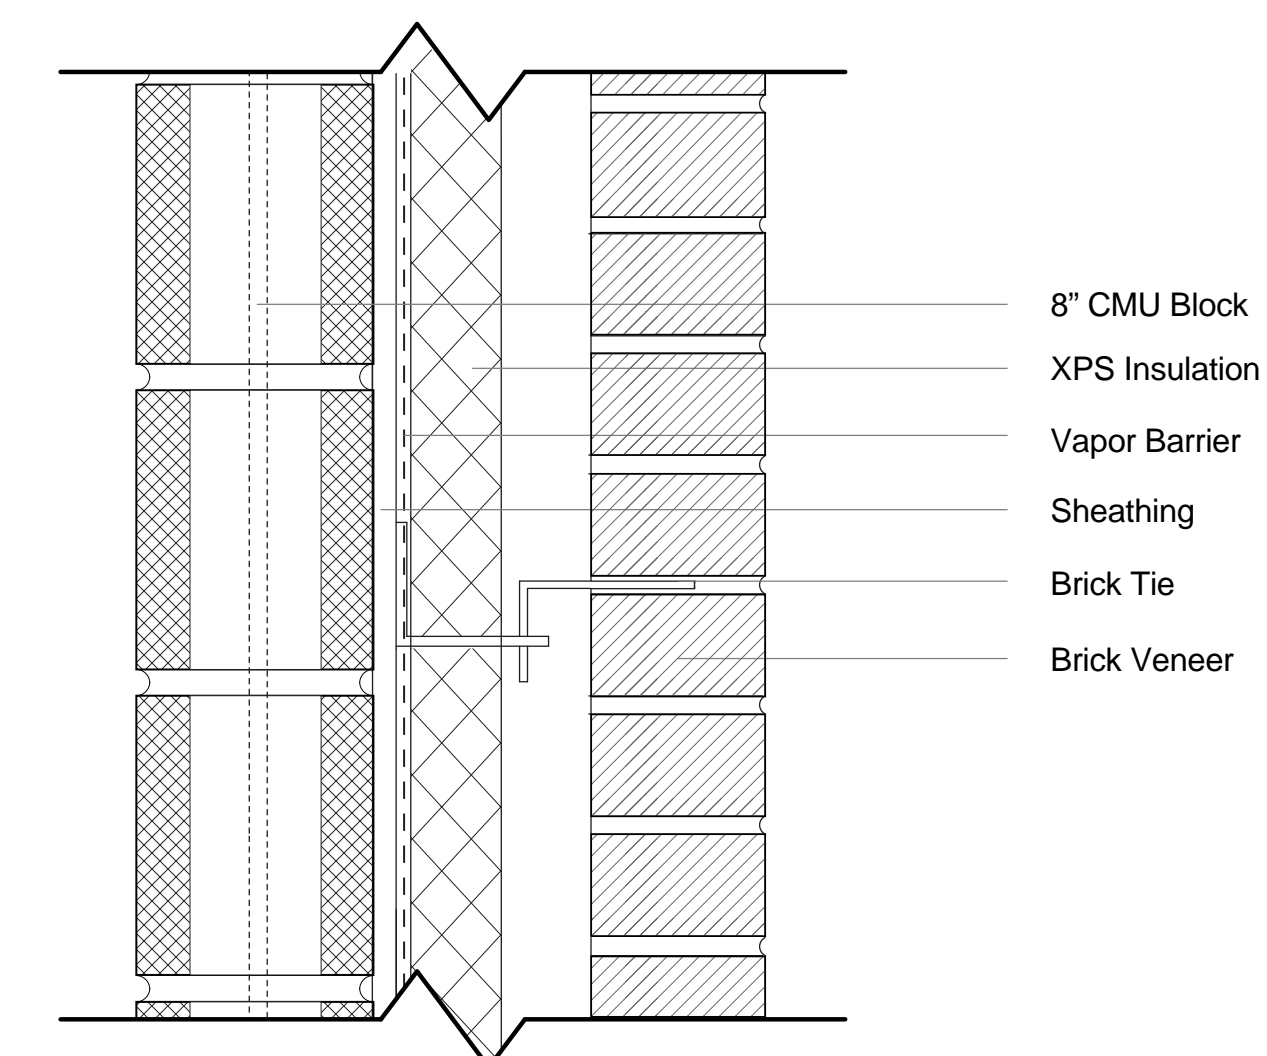 8” CMU Block
XPS Insulation
Vapor Barrier
Sheathing
Brick Tie
Brick Veneer